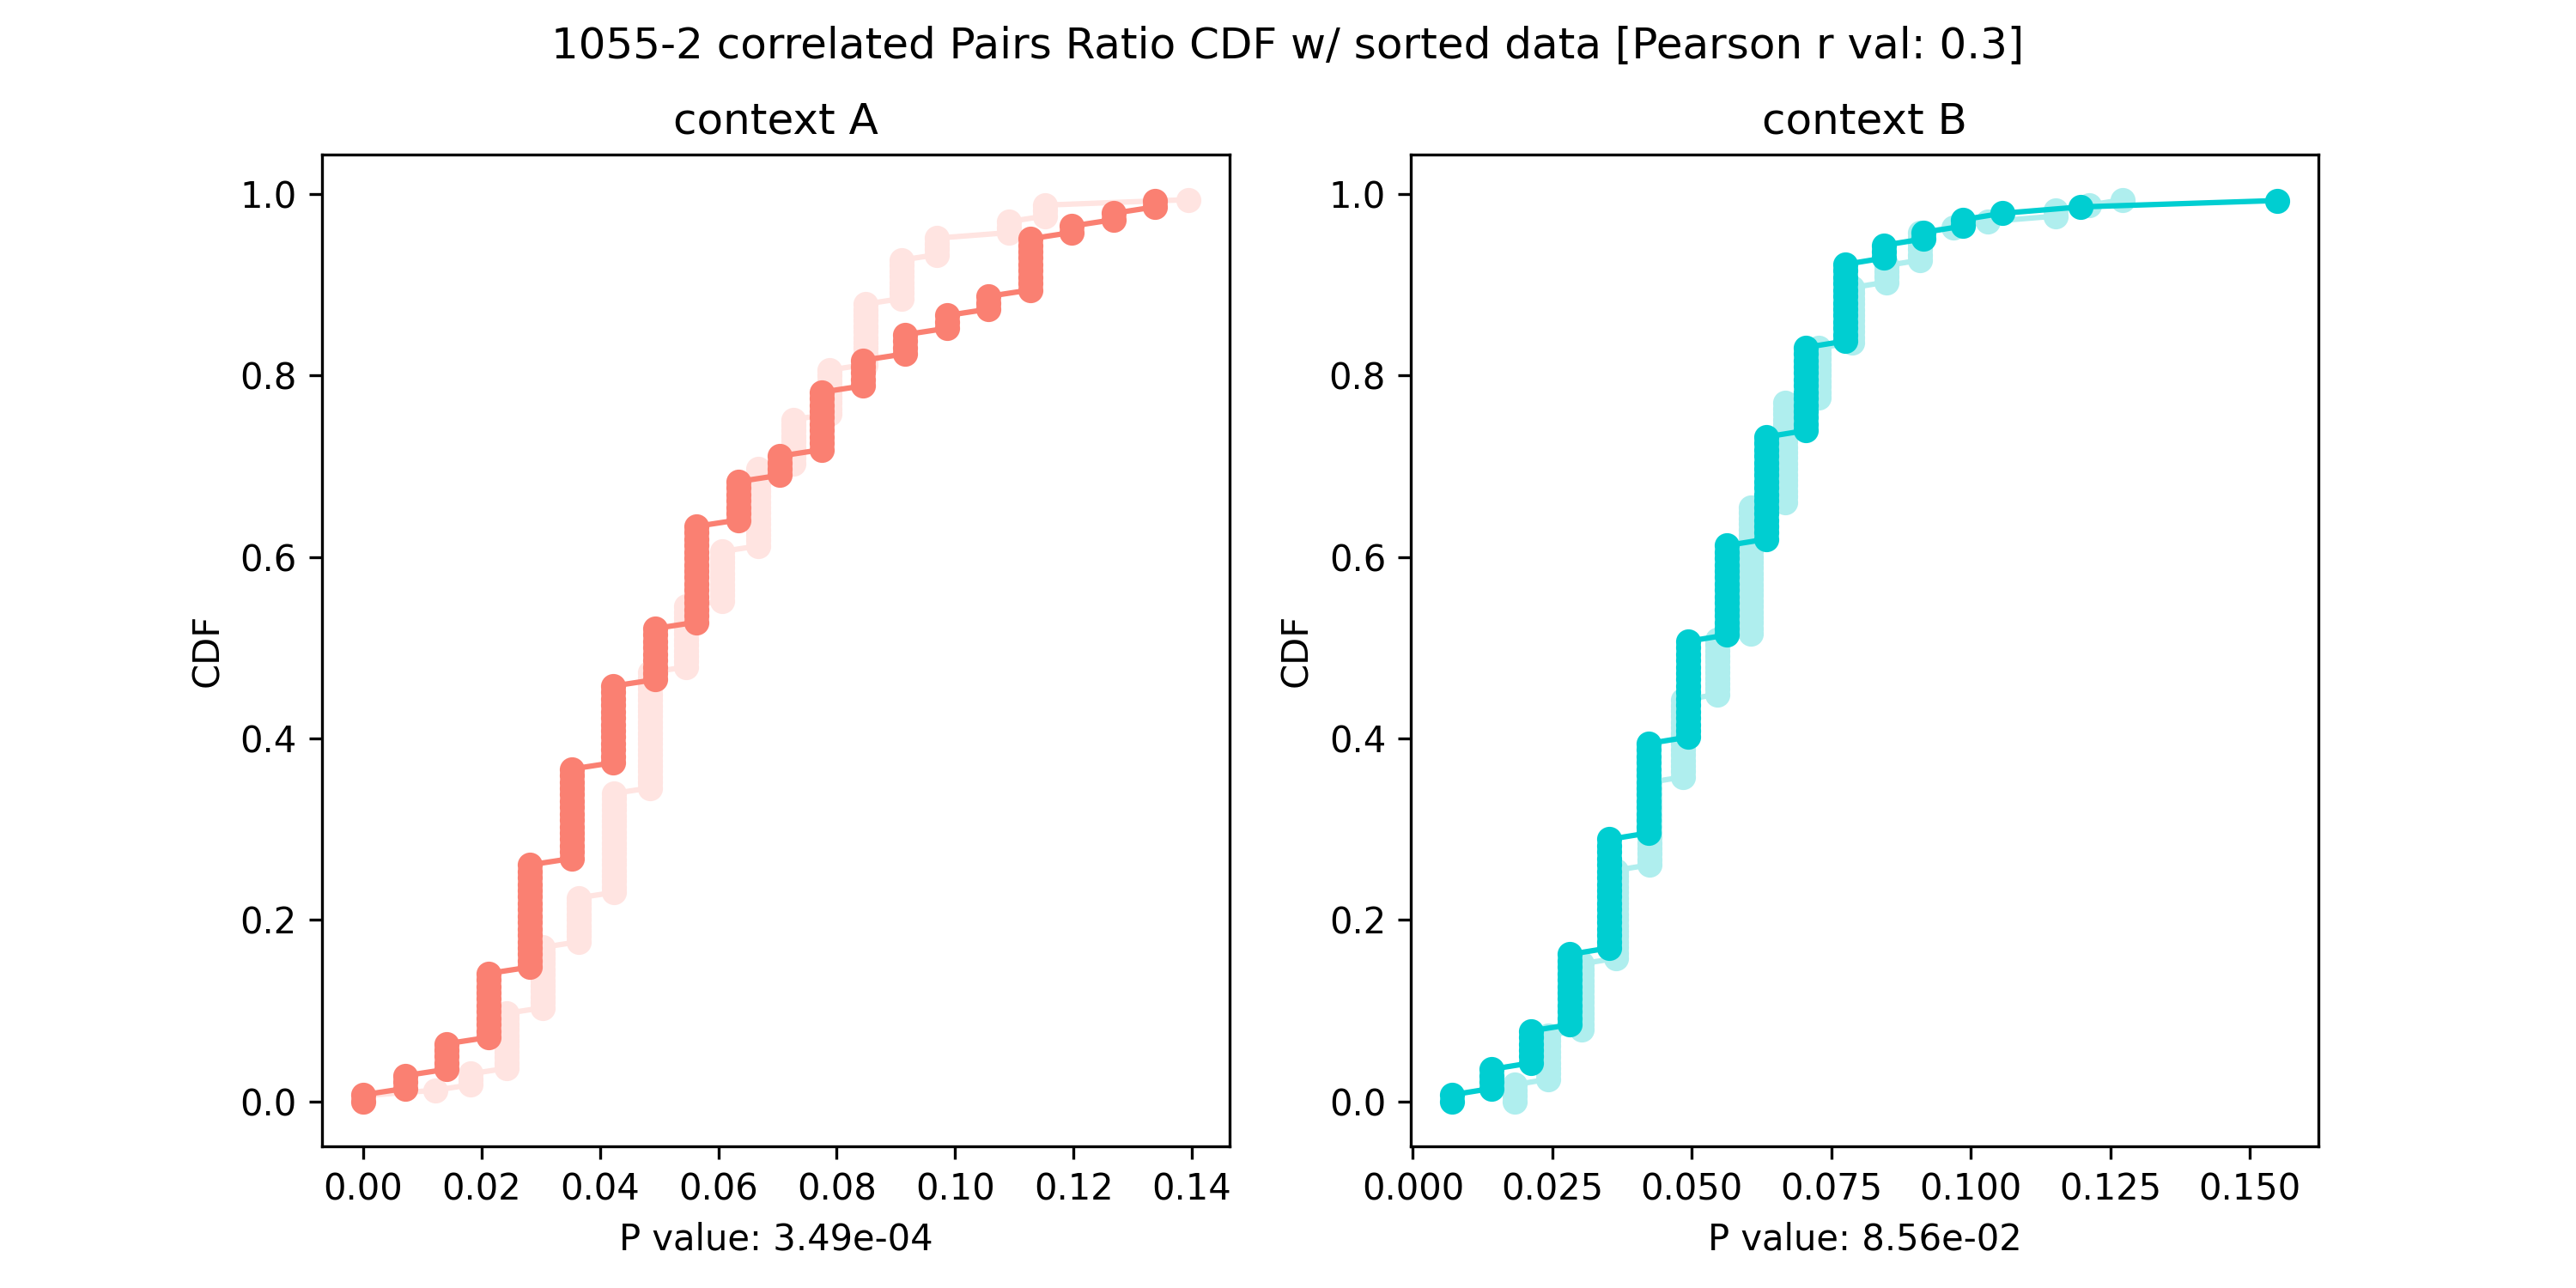 1055-2 correlated Pairs Ratio CDF w/ sorted data [Pearson r val: 0.3]
context A
1.0
0.8
0.6
0.4
0.2
0.0
CDF
0.00 0.02 0.04 0.06 0.08 0.10 0.12 0.14
P value: 3.49e-04
context B
1.0
0.8
0.6
0.4
0.2
0.0
CDF
0.000 0.025 0.050 0.075 0.100 0.125 0.150
P value: 8.56e-02